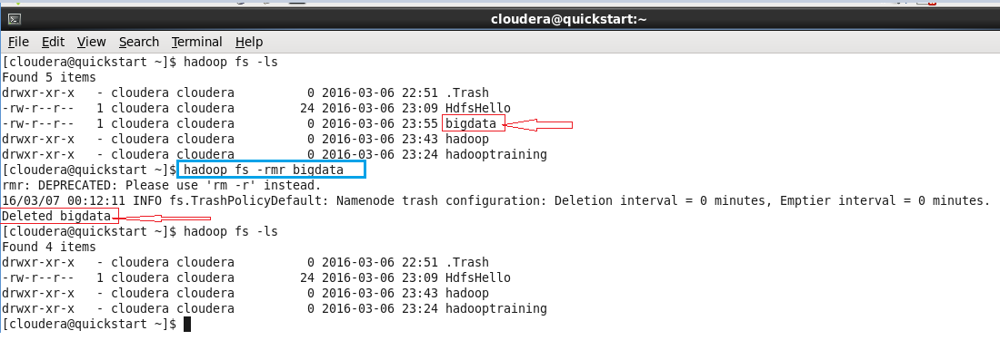 cloudera@quickstart:~
File Edit View Search Terminal Help
[cloudera@quickstart ~]$ hadoop fs -ls
Found 5 items
drwxr-xr-x   - cloudera cloudera          0 2016-03-06 22:51 .Trash
-rw-r--r--   1 cloudera cloudera         24 2016-03-06 23:09 HdfsHello
-rw-r--r--   1 cloudera cloudera          0 2016-03-06 23:55 bigdata
drwxr-xr-x   - cloudera cloudera          0 2016-03-06 23:43 hadoop
drwxr-xr-x   - cloudera cloudera          0 2016-03-06 23:24 hadooptraining
[cloudera@quickstart ~]$ hadoop fs -rmr bigdata
rmr: DEPRECATED: Please use 'rm -r' instead.
16/03/07 00:12:11 INFO fs.TrashPolicyDefault: Namenode trash configuration: Deletion interval = 0 minutes, Emptier interval = 0 minutes.
Deleted bigdata
[cloudera@quickstart ~]$ hadoop fs -ls
Found 4 items
drwxr-xr-x   - cloudera cloudera          0 2016-03-06 22:51 .Trash
-rw-r--r--   1 cloudera cloudera         24 2016-03-06 23:09 HdfsHello
drwxr-xr-x   - cloudera cloudera          0 2016-03-06 23:43 hadoop
drwxr-xr-x   - cloudera cloudera          0 2016-03-06 23:24 hadooptraining
[cloudera@quickstart ~]$